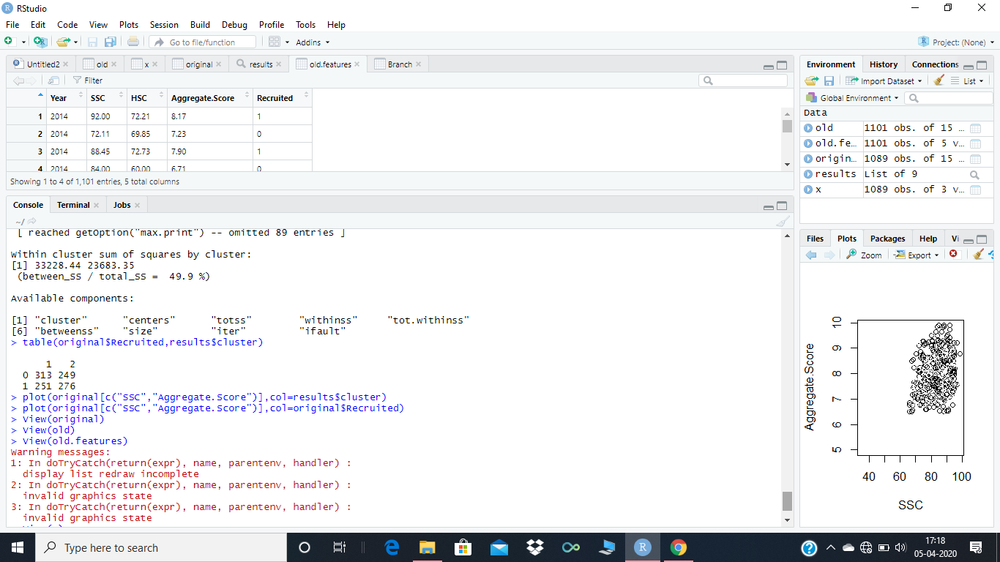 RStudio
File Edit Code View Plots Session Build Debug Profile Tools Help
Go to file/function Addins Project: (None)
Untitled2 old x original results old.features Branch
Filter
Year SSC HSC Aggregate.Score Recruited
1 2014 92.00 72.21 8.17 1
2 2014 72.11 69.85 7.23 0
3 2014 88.45 72.73 7.90 1
4 2014 84.00 60.00 6.71 0
Showing 1 to 4 of 1,101 entries, 5 total columns
Console Terminal Jobs
~/
[ reached getOption("max.print") -- omitted 89 entries ]
Within cluster sum of squares by cluster:
[1] 33228.44 23683.35
(between_SS / total_SS = 49.9 %)
Available components:
[1] "cluster" "centers" "totss" "withinss" "tot.withinss"
[6] "betweenss" "size" "iter" "ifault"
> table(original$Recruited,results$cluster)
1 2
0 313 249
1 251 276
> plot(original[c("SSC","Aggregate.Score")],col=results$cluster)
> plot(original[c("SSC","Aggregate.Score")],col=original$Recruited)
> View(original)
> View(old)
> View(old.features)
Warning messages:
1: In doTryCatch(return(expr), name, parentenv, handler) :
display list redraw incomplete
2: In doTryCatch(return(expr), name, parentenv, handler) :
invalid graphics state
3: In doTryCatch(return(expr), name, parentenv, handler) :
invalid graphics state
Environment History Connections
Import Dataset List
Global Environment
Data
old 1101 obs. of 15 …
old.fe… 1101 obs. of 5 v…
origin… 1089 obs. of 15 …
results List of 9
x 1089 obs. of 3 v…
Files Plots Packages Help Vi
Zoom Export
10
9
8
7
6
5
Aggregate.Score
40 60 80 100
SSC
Type here to search
17:18
05-04-2020